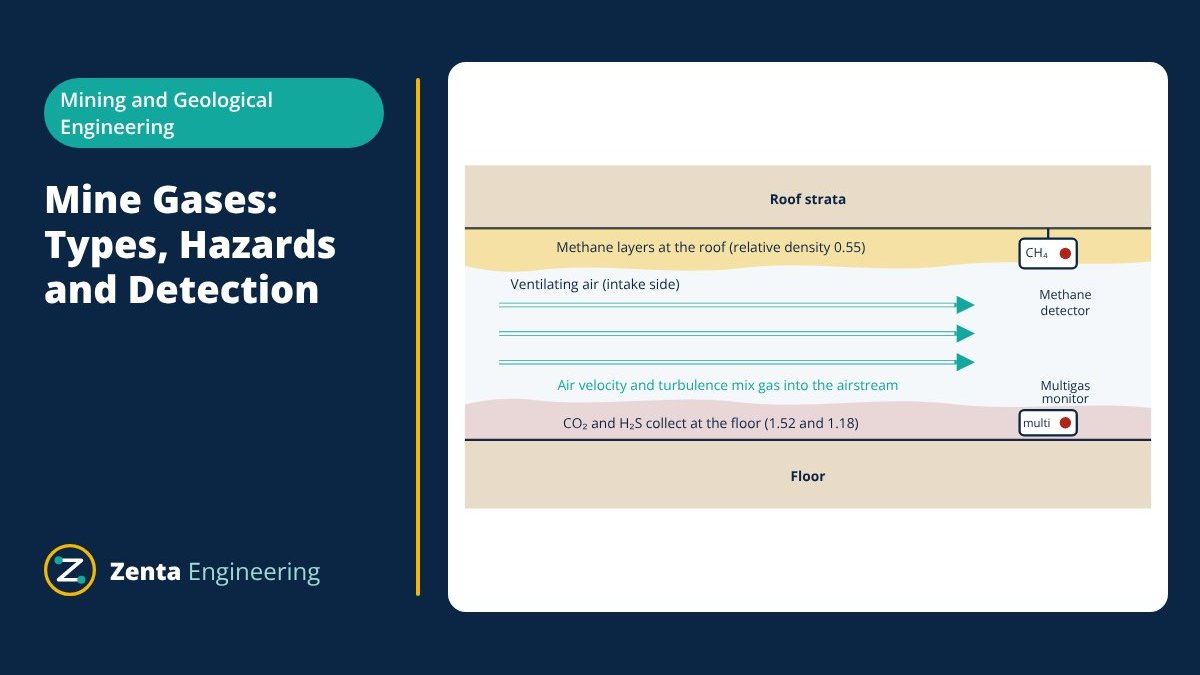 Mining and Geological
Engineering
Mine Gases:
Types, Hazards
and Detection
Zenta Engineering
Roof strata
Methane layers at the roof (relative density 0.55)
CH₄
Ventilating air (intake side)
Methane
detector
Air velocity and turbulence mix gas into the airstream
Multigas
monitor
CO₂ and H₂S collect at the floor (1.52 and 1.18)
multi
Floor